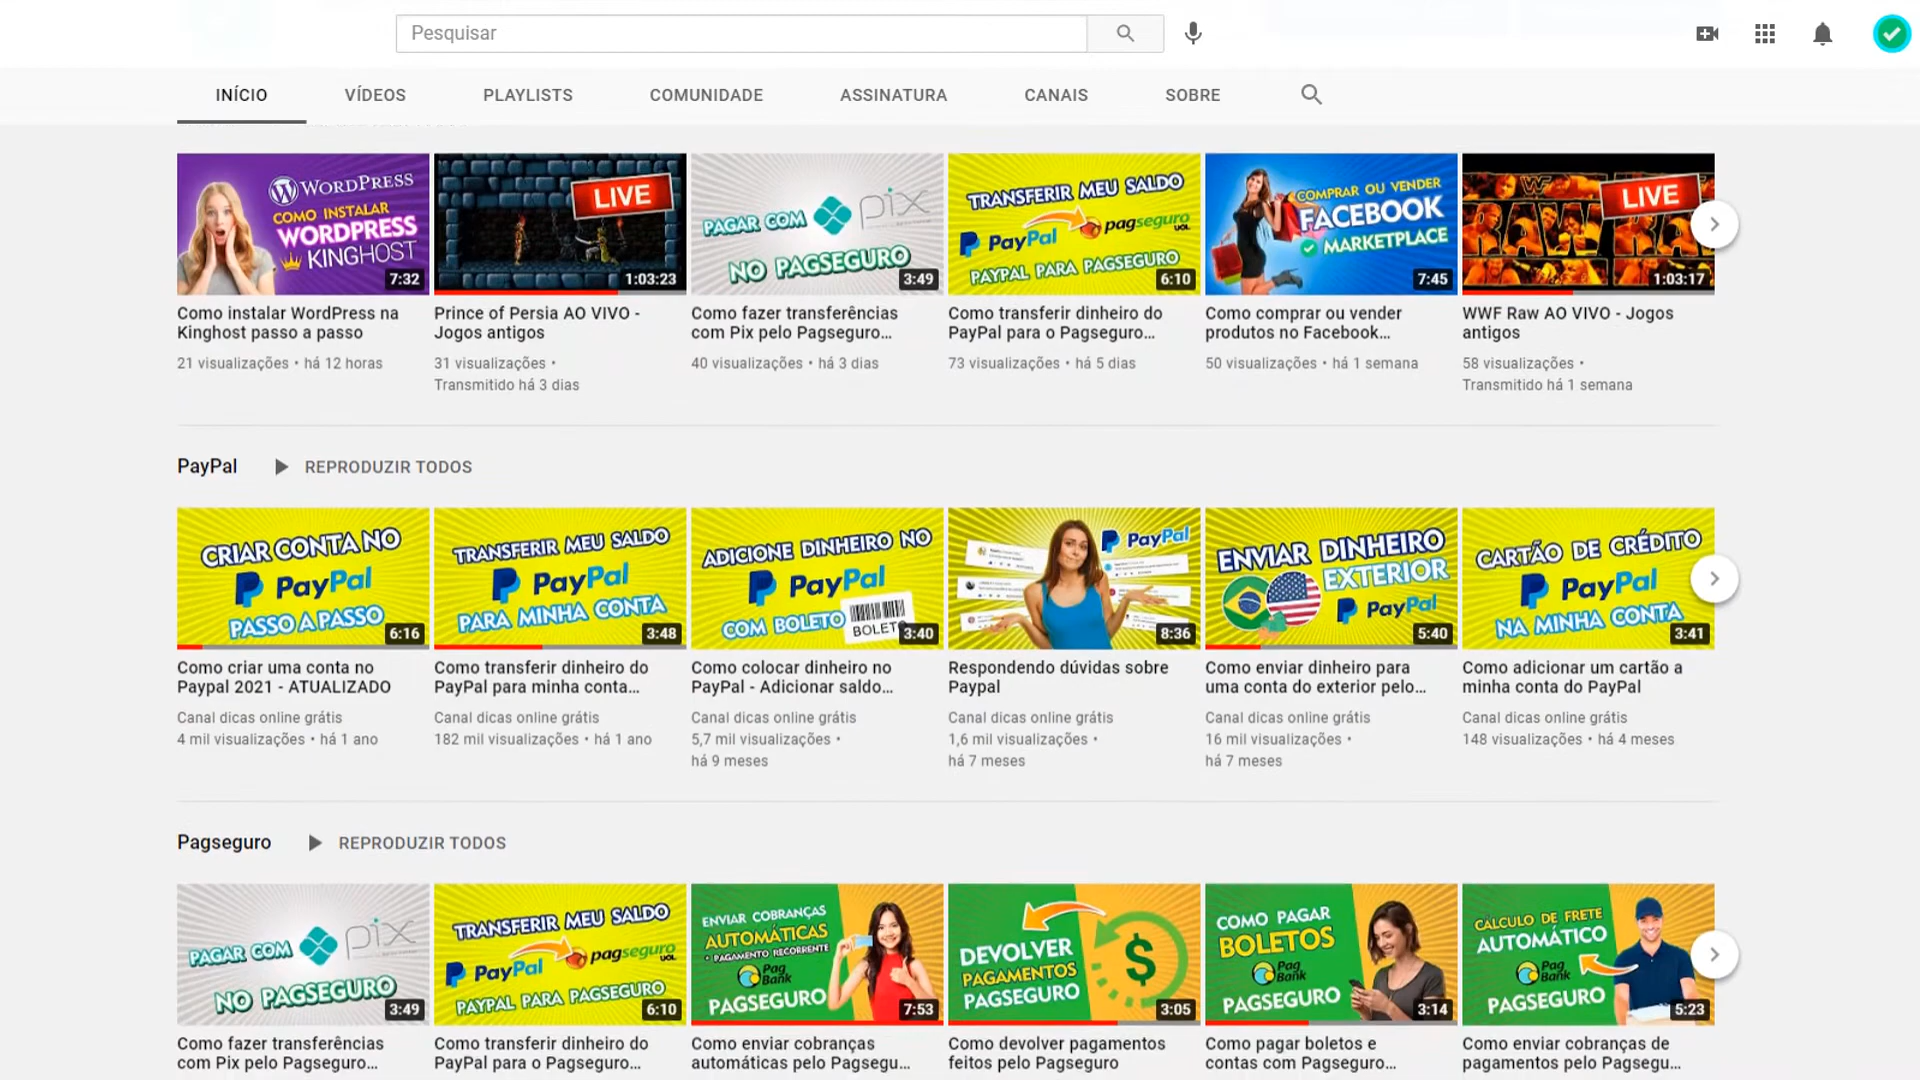 Pesquisar
INÍCIO VÍDEOS PLAYLISTS COMUNIDADE ASSINATURA CANAIS SOBRE
WORDPRESS
COMO INSTALAR
WORDPRESS
KINGHOST
7:32
LIVE
1:03:23
PAGAR COM pix
NO PAGSEGURO
3:49
TRANSFERIR MEU SALDO
PayPal pagseguro
UOL
PAYPAL PARA PAGSEGURO
6:10
COMPRAR OU VENDER
FACEBOOK
MARKETPLACE
7:45
LIVE
RAW RA
1:03:17
Como instalar WordPress na
Kinghost passo a passo
21 visualizações • há 12 horas
Prince of Persia AO VIVO -
Jogos antigos
31 visualizações •
Transmitido há 3 dias
Como fazer transferências
com Pix pelo Pagseguro...
40 visualizações • há 3 dias
Como transferir dinheiro do
PayPal para o Pagseguro...
73 visualizações • há 5 dias
Como comprar ou vender
produtos no Facebook...
50 visualizações • há 1 semana
WWF Raw AO VIVO - Jogos
antigos
58 visualizações •
Transmitido há 1 semana
PayPal REPRODUZIR TODOS
CRIAR CONTA NO
PayPal
PASSO A PASSO
6:16
TRANSFERIR MEU SALDO
PayPal
PARA MINHA CONTA
3:48
ADICIONE DINHEIRO NO
PayPal
COM BOLETO
BOLETO
3:40
PayPal
8:36
ENVIAR DINHEIRO
EXTERIOR
PayPal
5:40
CARTÃO DE CRÉDITO
PayPal
NA MINHA CONTA
3:41
Como criar uma conta no
Paypal 2021 - ATUALIZADO
Canal dicas online grátis
4 mil visualizações • há 1 ano
Como transferir dinheiro do
PayPal para minha conta...
Canal dicas online grátis
182 mil visualizações • há 1 ano
Como colocar dinheiro no
PayPal - Adicionar saldo...
Canal dicas online grátis
5,7 mil visualizações •
há 9 meses
Respondendo dúvidas sobre
Paypal
Canal dicas online grátis
1,6 mil visualizações •
há 7 meses
Como enviar dinheiro para
uma conta do exterior pelo...
Canal dicas online grátis
16 mil visualizações •
há 7 meses
Como adicionar um cartão a
minha conta do PayPal
Canal dicas online grátis
148 visualizações • há 4 meses
Pagseguro REPRODUZIR TODOS
PAGAR COM pix
NO PAGSEGURO
3:49
TRANSFERIR MEU SALDO
PayPal pagseguro
UOL
PAYPAL PARA PAGSEGURO
6:10
ENVIAR COBRANÇAS
AUTOMÁTICAS
+ PAGAMENTO RECORRENTE
Pag
Bank
PAGSEGURO
7:53
DEVOLVER
PAGAMENTOS
PAGSEGURO
$
3:05
COMO PAGAR
BOLETOS
Pag
Bank
PAGSEGURO
3:14
CÁLCULO DE FRETE
AUTOMÁTICO
Pag
Bank
PAGSEGURO
5:23
Como fazer transferências
com Pix pelo Pagseguro...
Como transferir dinheiro do
PayPal para o Pagseguro...
Como enviar cobranças
automáticas pelo Pagsegu...
Como devolver pagamentos
feitos pelo Pagseguro
Como pagar boletos e
contas com Pagseguro...
Como enviar cobranças de
pagamentos pelo Pagsegu...